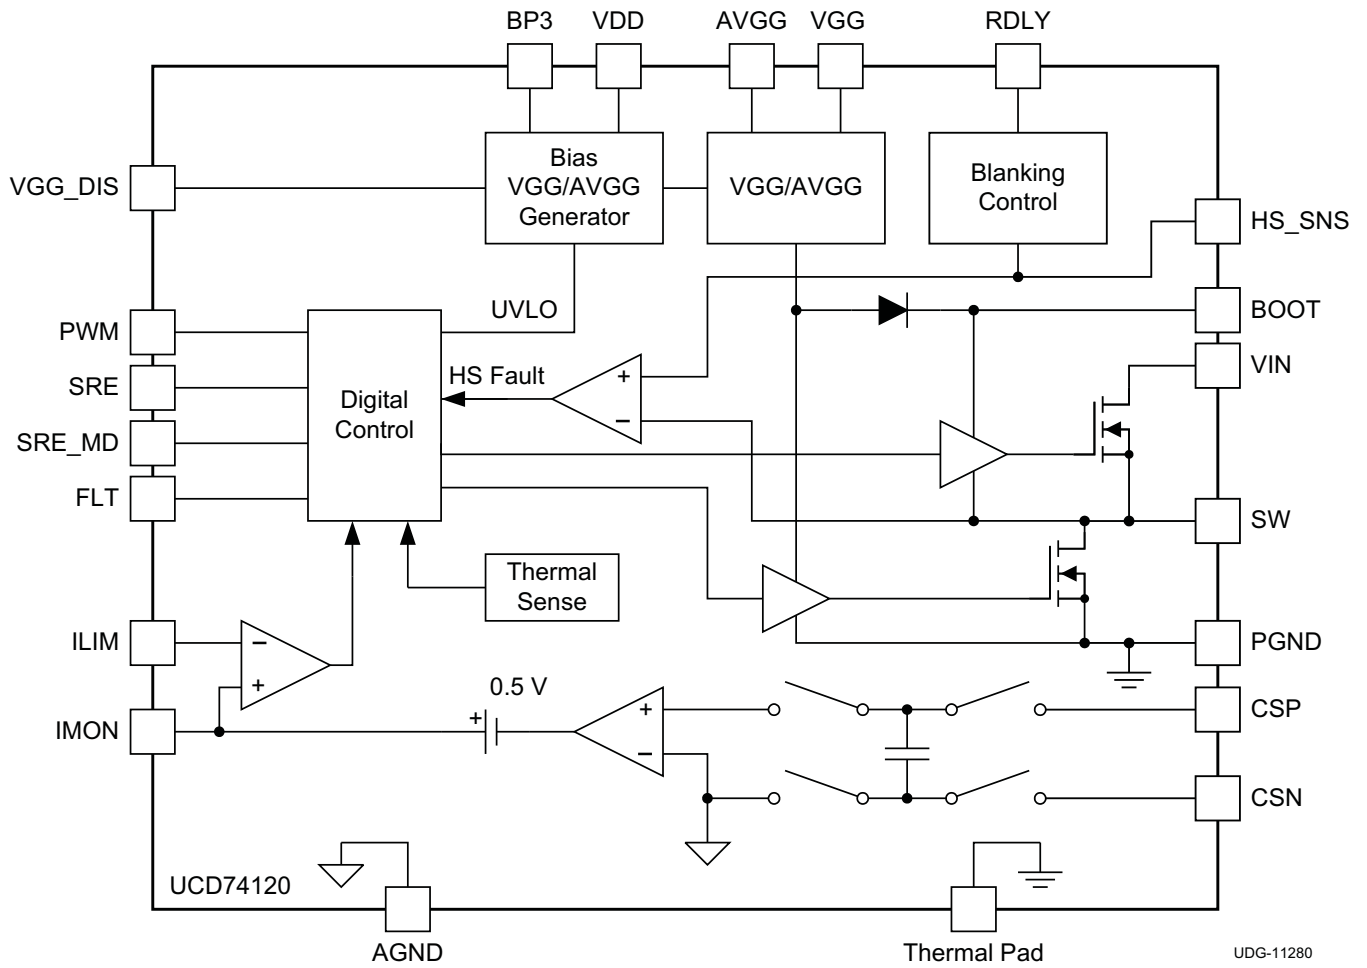 BP3 VDD AVGG VGG RDLY
VGG_DIS
Bias
VGG/AVGG
Generator
VGG/AVGG
Blanking
Control
HS_SNS
UVLO
BOOT
PWM
VIN
SRE
HS Fault
+
−
Digital
Control
SRE_MD
FLT
SW
Thermal
Sense
ILIM
−
+
PGND
0.5 V
IMON
+
+
−
CSP
CSN
UCD74120
AGND
Thermal Pad
UDG-11280